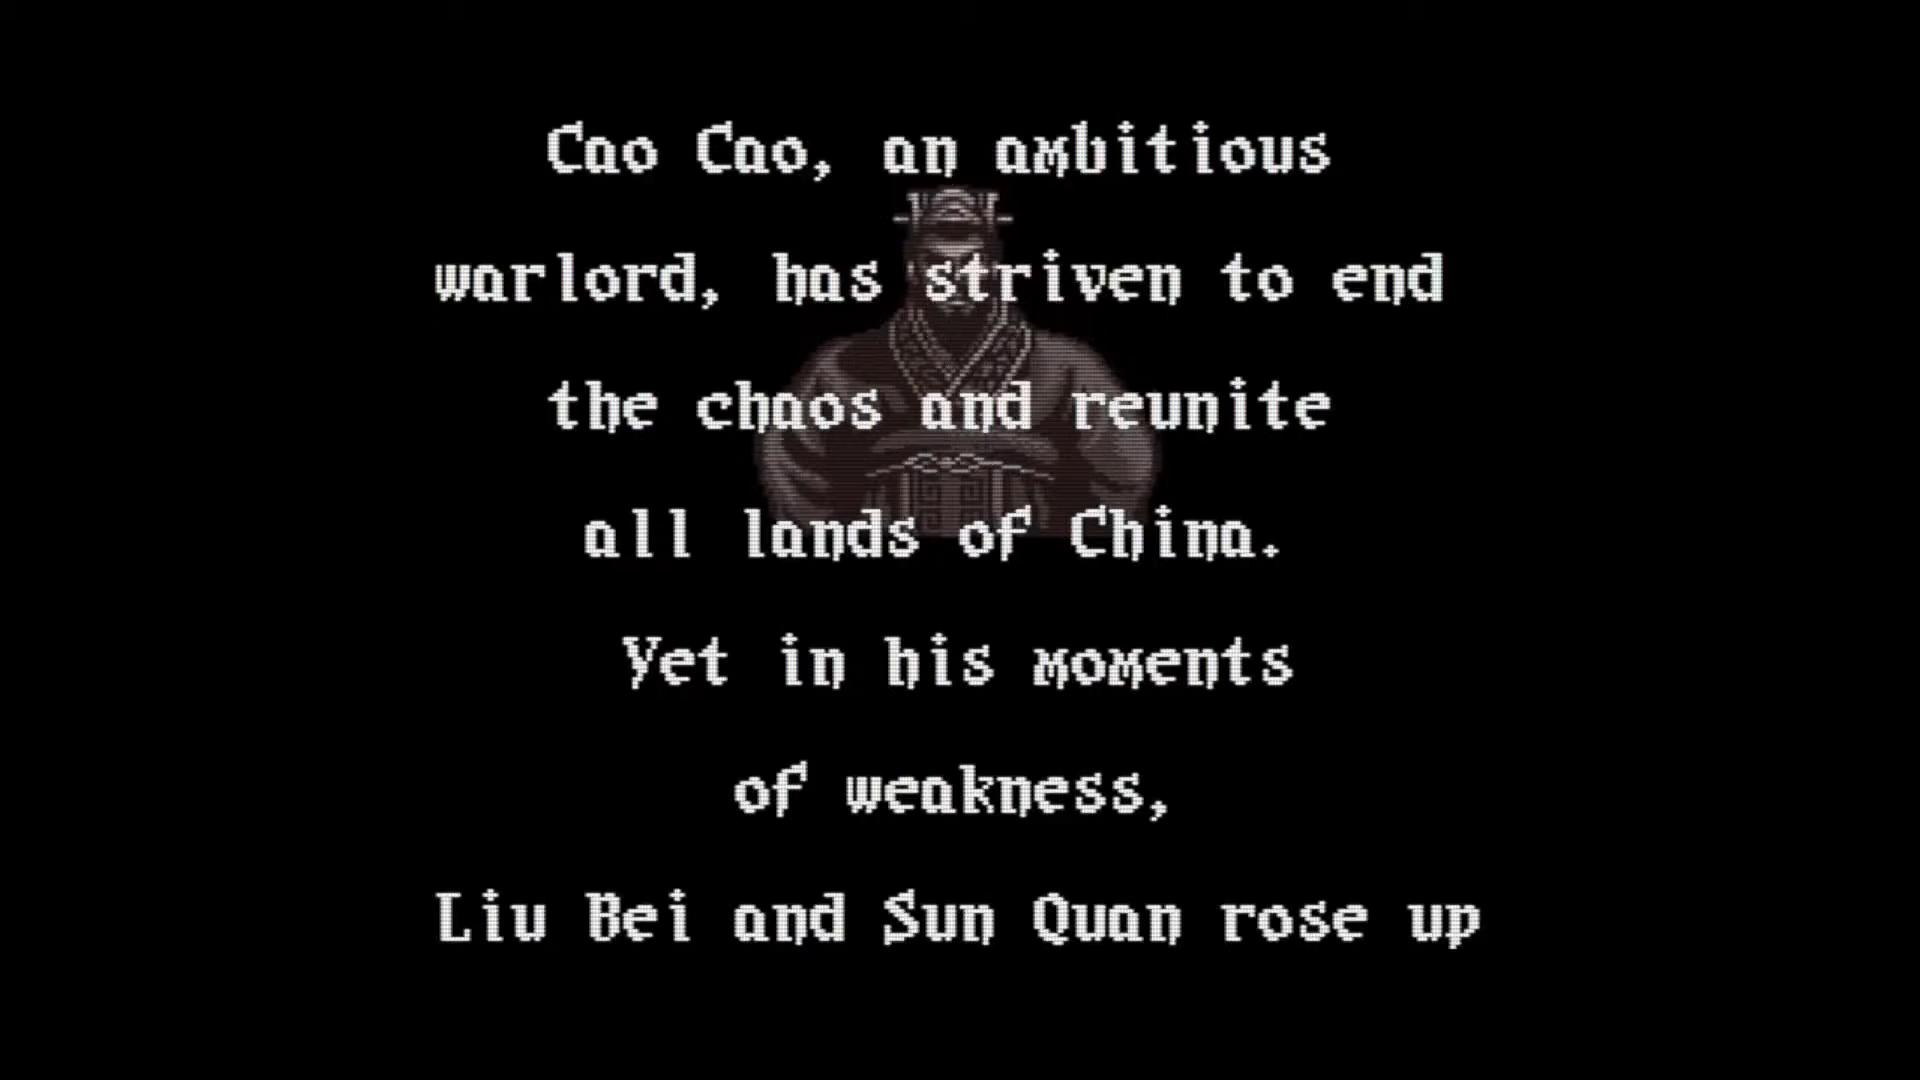 Cao Cao, an ambitious
warlord, has striven to end
the chaos and reunite
all lands of China.
Yet in his moments
of weakness,
Liu Bei and Sun Quan rose up